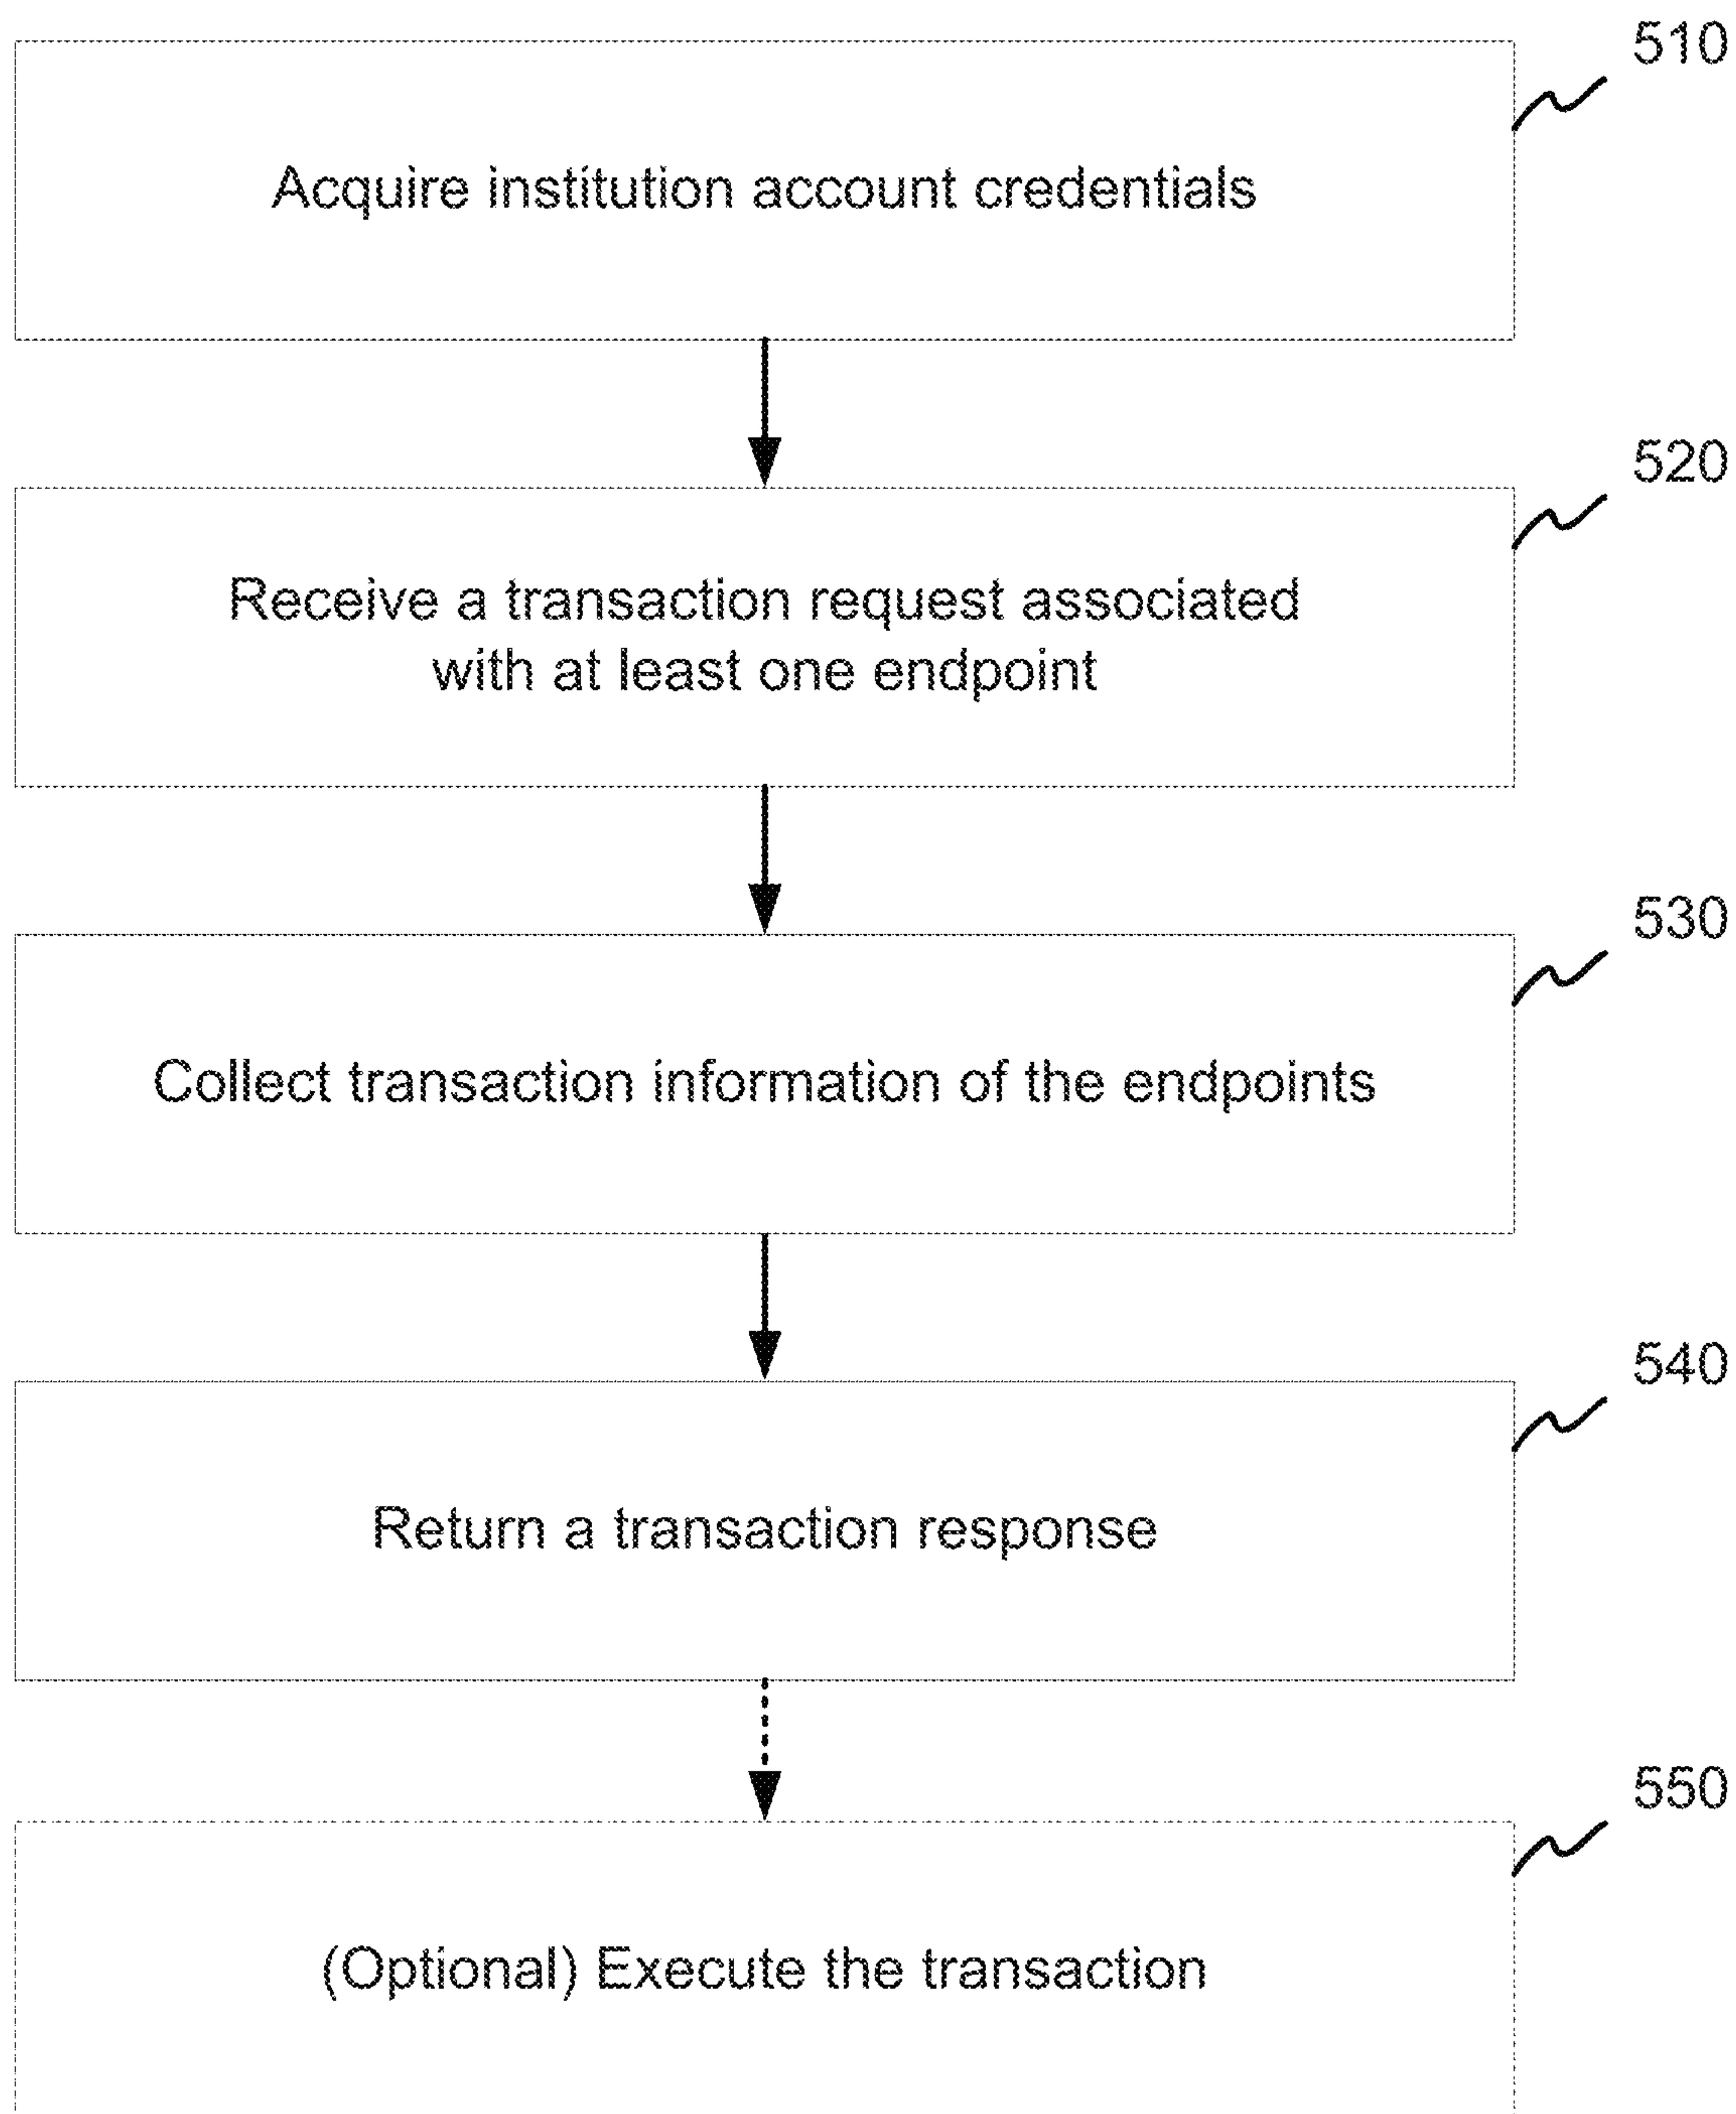 510
Acquire institution account credentials
520
Receive a transaction request associated
with at least one endpoint
530
Collect transaction information of the endpoints
540
Return a transaction response
550
(Optional) Execute the transaction